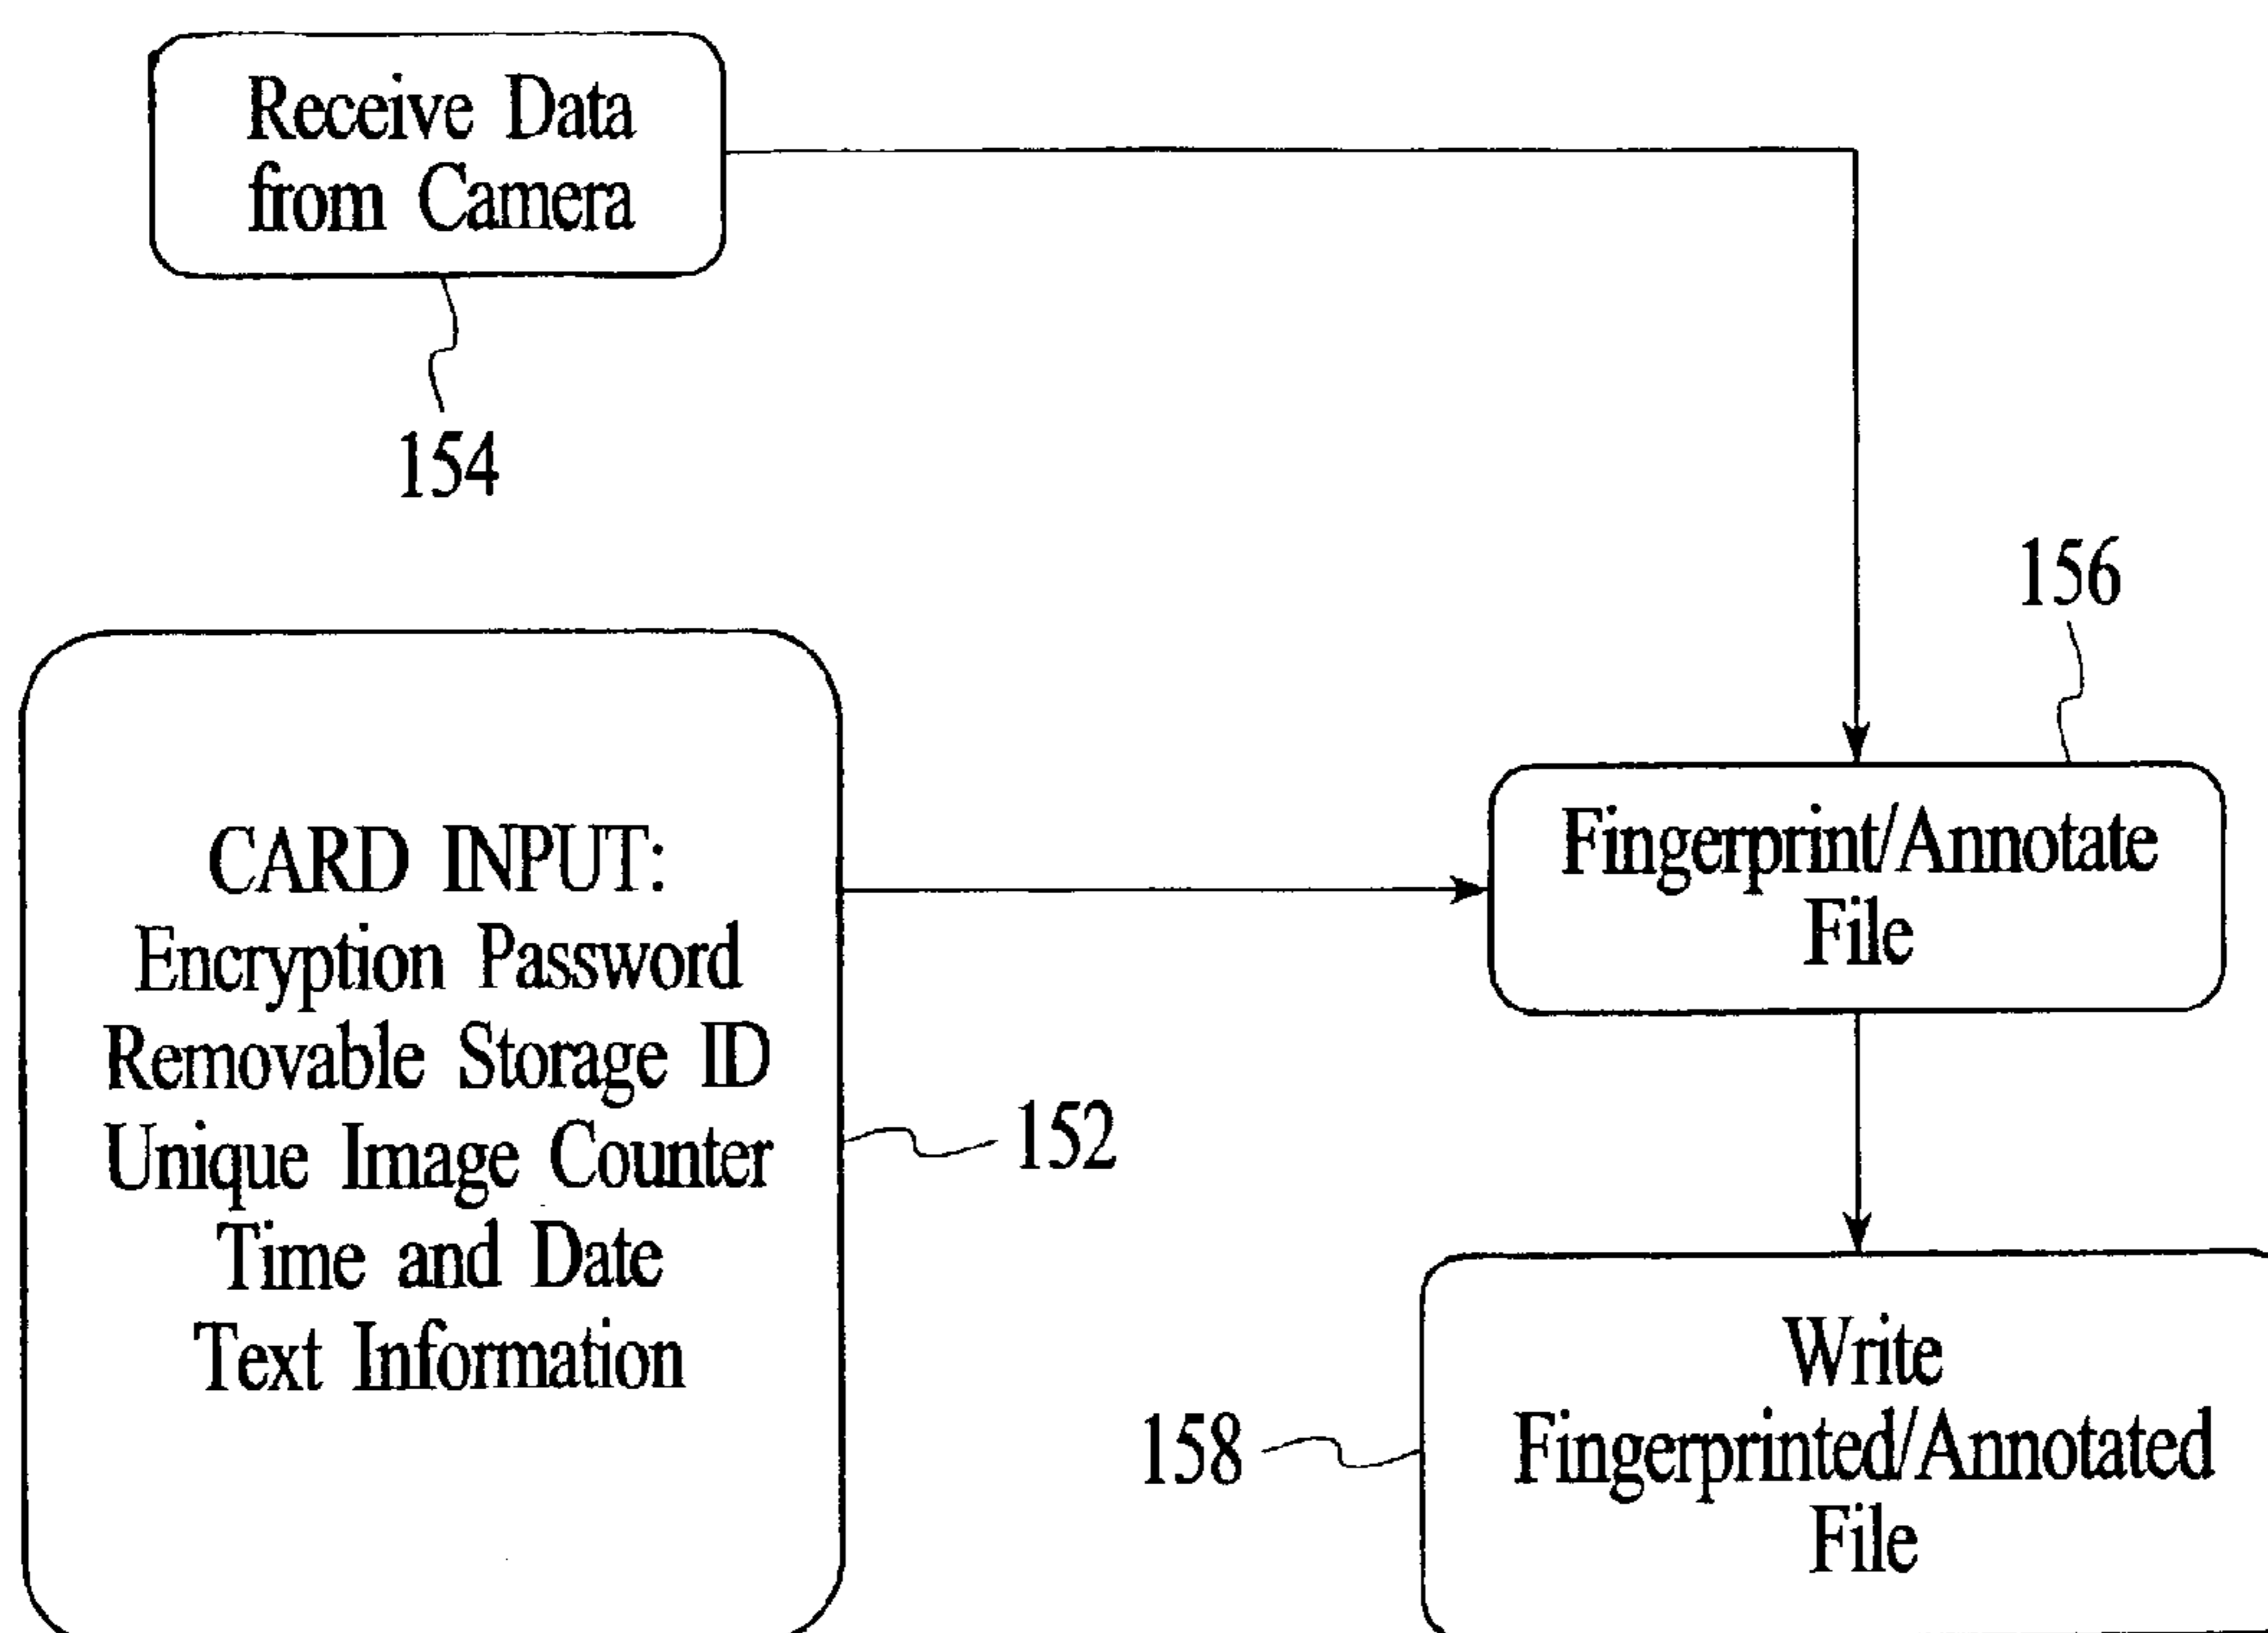 Receive Data
from Camera
154
156
CARD INPUT:
Encryption Password
Removable Storage ID
Unique Image Counter
Time and Date
Text Information
152
Fingerprint/Annotate
File
158
Write
Fingerprinted/Annotated
File